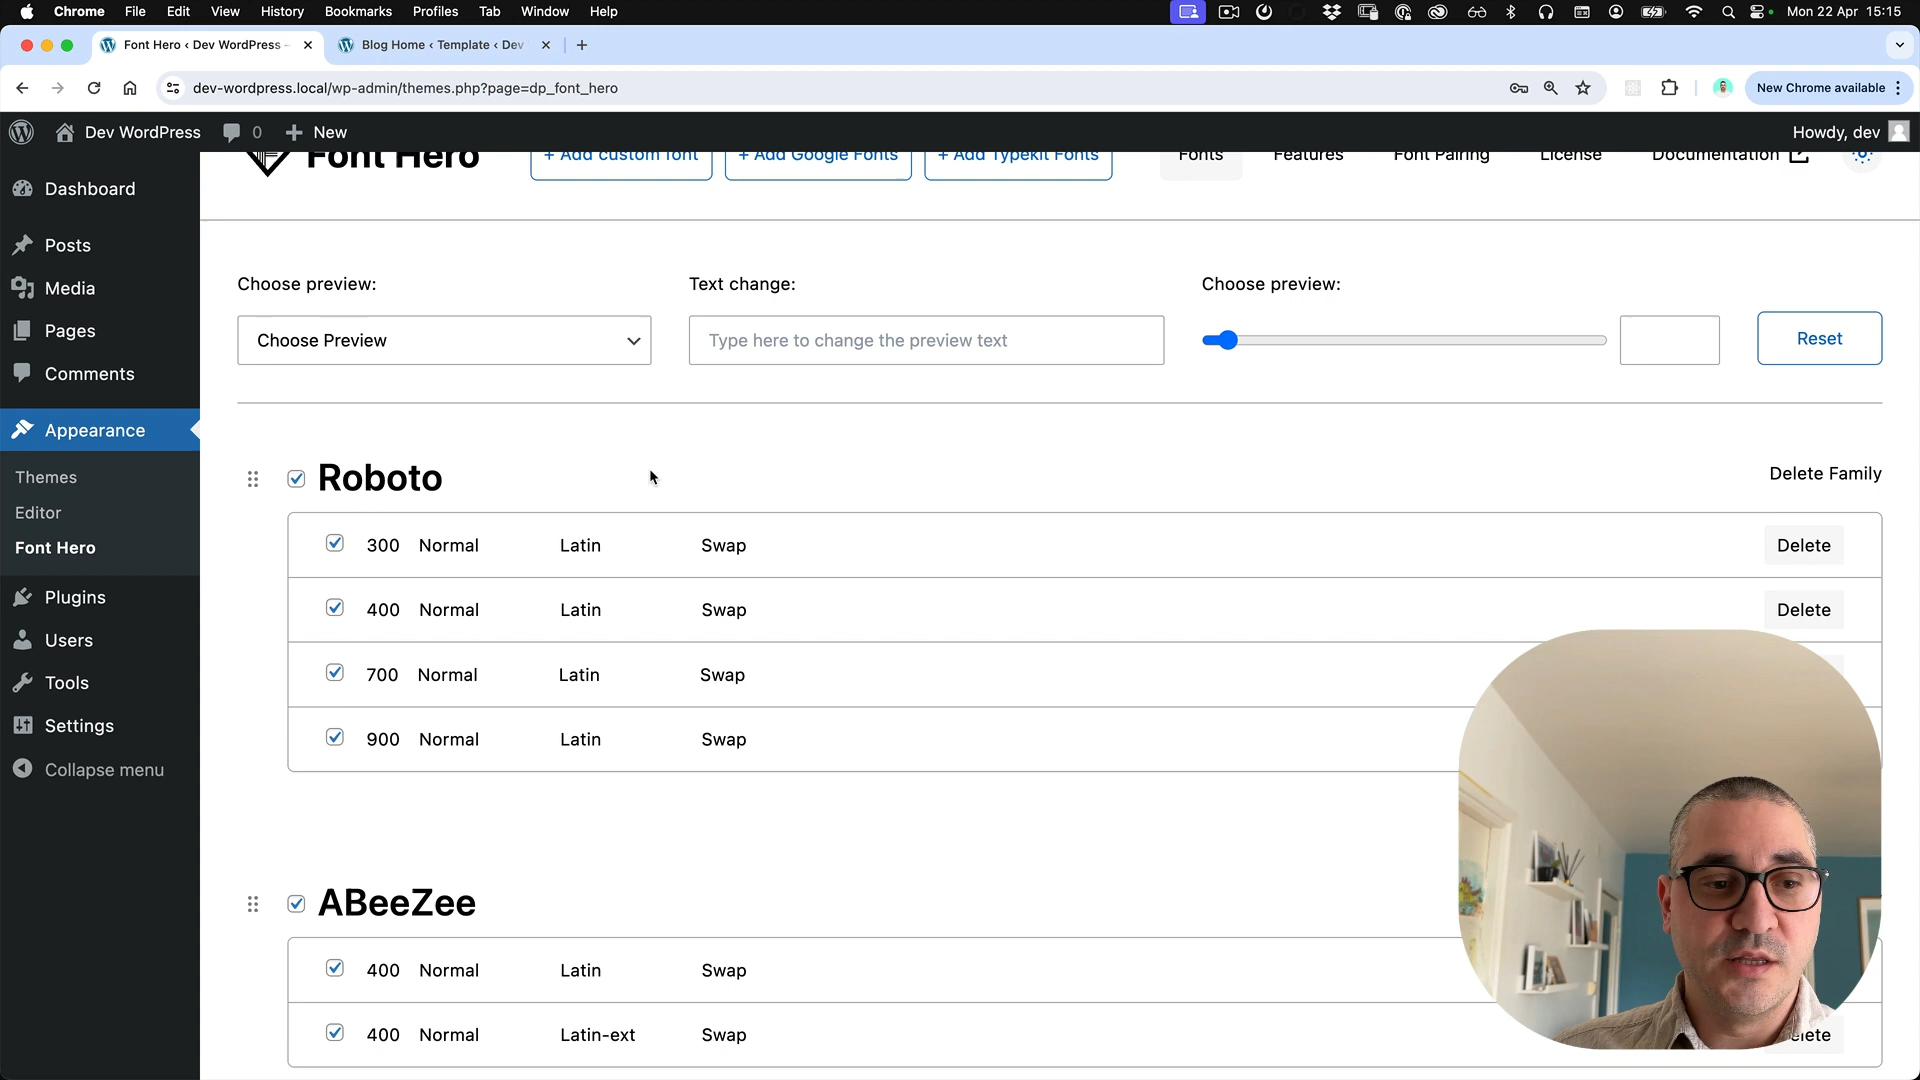 Chrome File Edit View History Bookmarks Profiles Tab Window Help Mon 22 Apr 15:15
Font Hero ‹ Dev WordPress – Blog Home ‹ Template ‹ Dev
dev-wordpress.local/wp-admin/themes.php?page=dp_font_hero New Chrome available
Dev WordPress 0 New Howdy, dev
Font Hero + Add custom font + Add Google Fonts + Add Typekit Fonts Fonts Features Font Pairing License Documentation
Dashboard
Posts
Media
Pages
Comments
Appearance
Themes
Editor
Font Hero
Plugins
Users
Tools
Settings
Collapse menu
Choose preview: Text change: Choose preview:
Choose Preview Type here to change the preview text Reset
Roboto Delete Family
300 Normal Latin Swap Delete
400 Normal Latin Swap Delete
700 Normal Latin Swap
900 Normal Latin Swap
ABeeZee
400 Normal Latin Swap
400 Normal Latin-ext Swap Delete